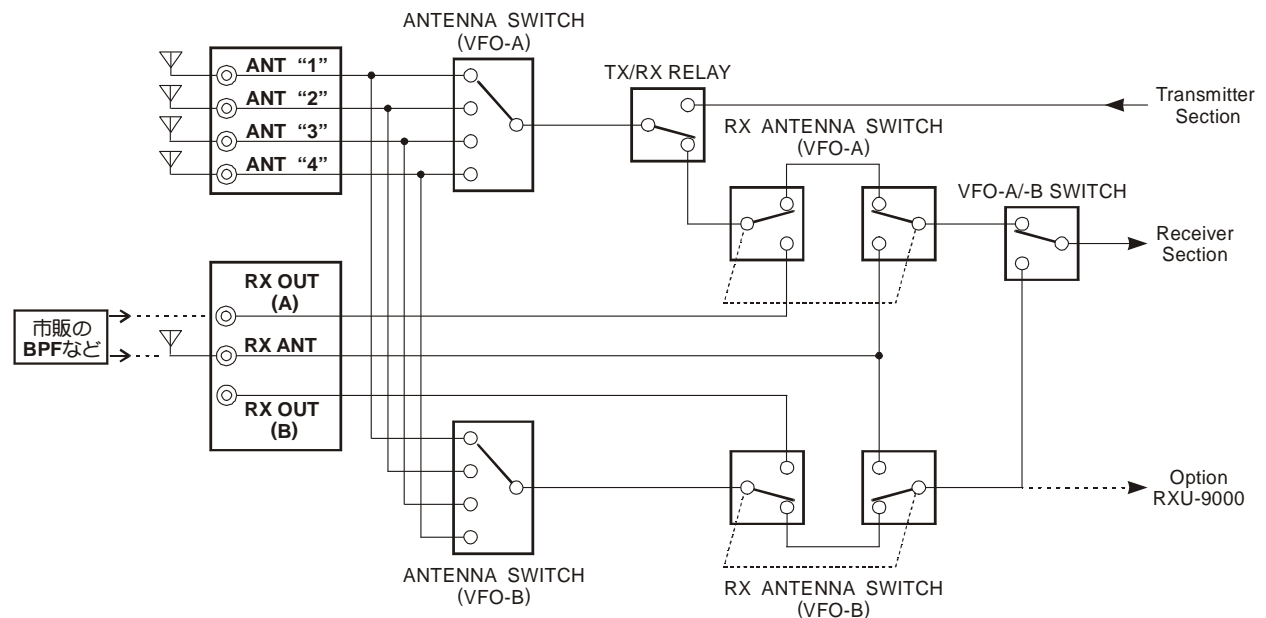 ANTENNA SWITCH
(VFO-A)
ANT “1”
ANT “2”
ANT “3”
ANT “4”
TX/RX RELAY
Transmitter
Section
RX ANTENNA SWITCH
(VFO-A)
VFO-A/-B SWITCH
Receiver
Section
RX OUT
(A)
市販の
BPFなど
RX ANT
RX OUT
(B)
Option
RXU-9000
ANTENNA SWITCH
(VFO-B)
RX ANTENNA SWITCH
(VFO-B)